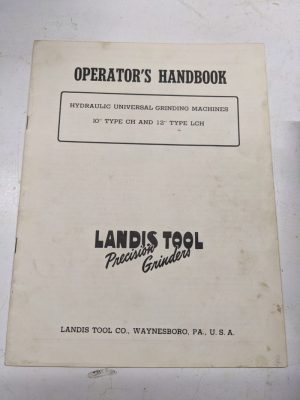 OPERATOR'S HANDBOOK
HYDRAULIC UNIVERSAL GRINDING MACHINES
10" TYPE CH AND 12" TYPE LCH
LANDIS TOOL
Precision
Grinders
LANDIS TOOL CO., WAYNESBORO, PA., U. S. A.